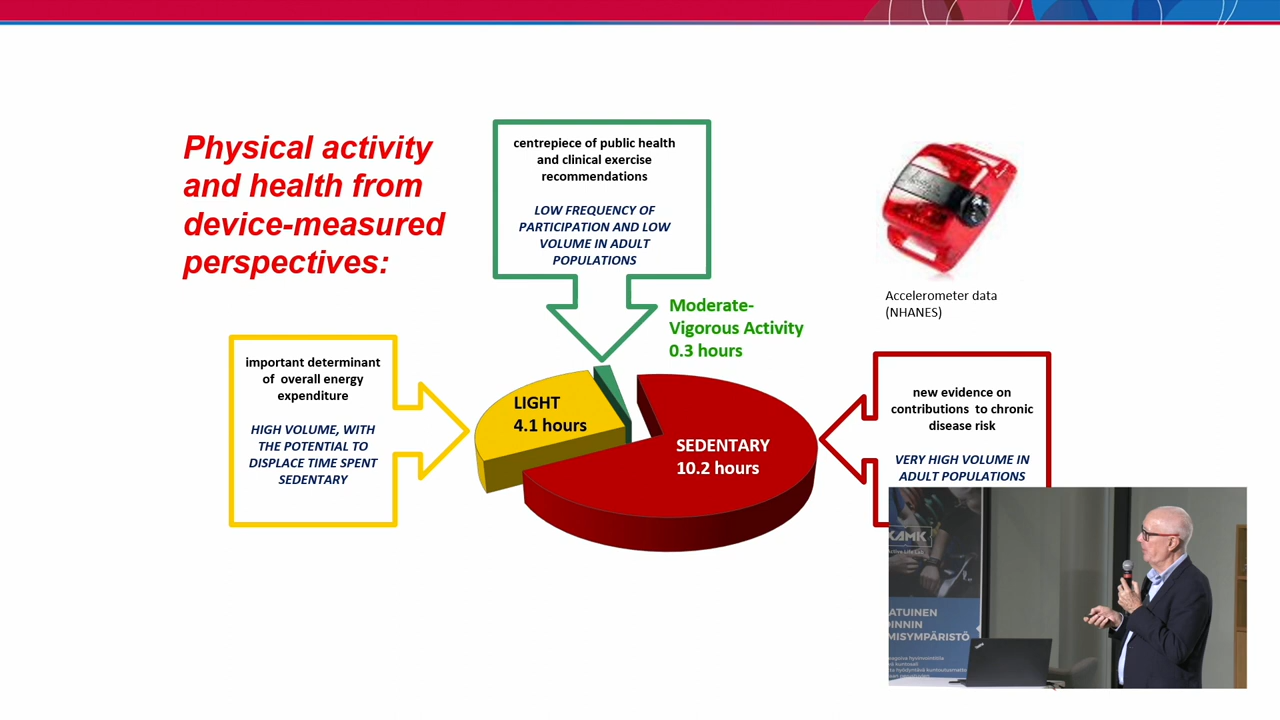 Physical activity
and health from
device-measured
perspectives:
centrepiece of public health
and clinical exercise
recommendations
LOW FREQUENCY OF
PARTICIPATION AND LOW
VOLUME IN ADULT
POPULATIONS
Accelerometer data
(NHANES)
Moderate-
Vigorous Activity
0.3 hours
important determinant
of overall energy
expenditure
HIGH VOLUME, WITH
THE POTENTIAL TO
DISPLACE TIME SPENT
SEDENTARY
LIGHT
4.1 hours
SEDENTARY
10.2 hours
new evidence on
contributions to chronic
disease risk
VERY HIGH VOLUME IN
ADULT POPULATIONS
KAMK
ctive Life Lab
ATUINEN
OINNIN
MISYMPÄRISTÖ